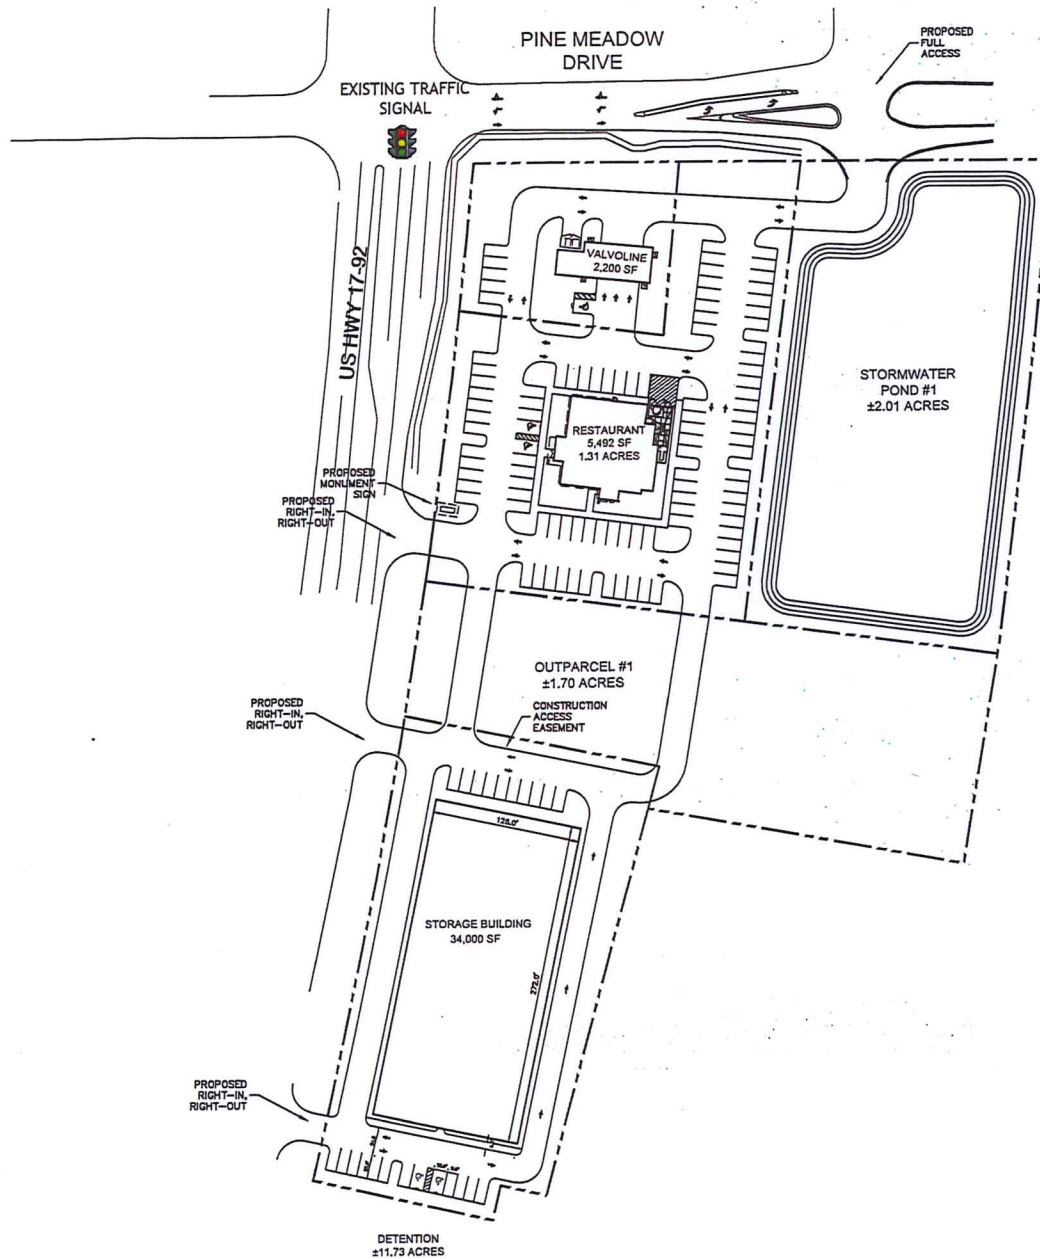 PINE MEADOW
DRIVE
PROPOSED
FULL
ACCESS
EXISTING TRAFFIC
SIGNAL
US HWY 17-92
VALVOLINE
2,200 SF
STORMWATER
POND #1
±2.01 ACRES
RESTAURANT
5,492 SF
1.31 ACRES
PROPOSED
MONUMENT
SIGN
PROPOSED
RIGHT-IN,
RIGHT-OUT
OUTPARCEL #1
±1.70 ACRES
PROPOSED
RIGHT-IN,
RIGHT-OUT
CONSTRUCTION
ACCESS
EASEMENT
125.0'
STORAGE BUILDING
34,000 SF
272.0'
PROPOSED
RIGHT-IN,
RIGHT-OUT
DETENTION
±11.73 ACRES